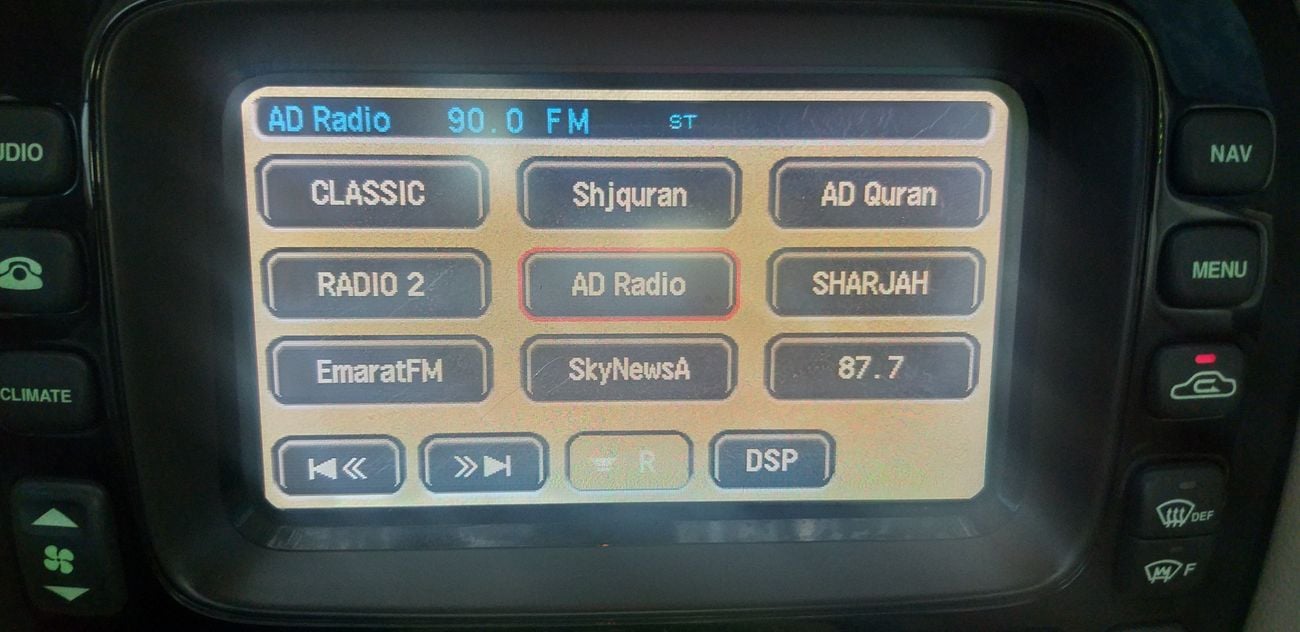 AD Radio 90.0 FM ST
CLASSIC Shjquran AD Quran
RADIO 2 AD Radio SHARJAH
EmaratFM SkyNewsA 87.7
R DSP
UDIO
CLIMATE
NAV
MENU
DEF
F